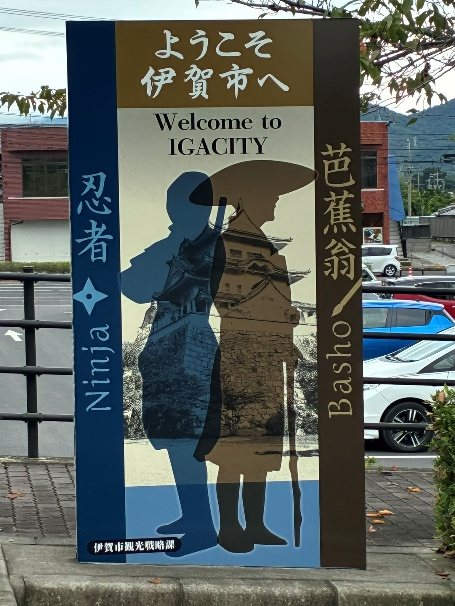 ようこそ
伊賀市へ
Welcome to
IGACITY
忍者
Ninja
芭蕉翁
Basho
伊賀市観光戦略課